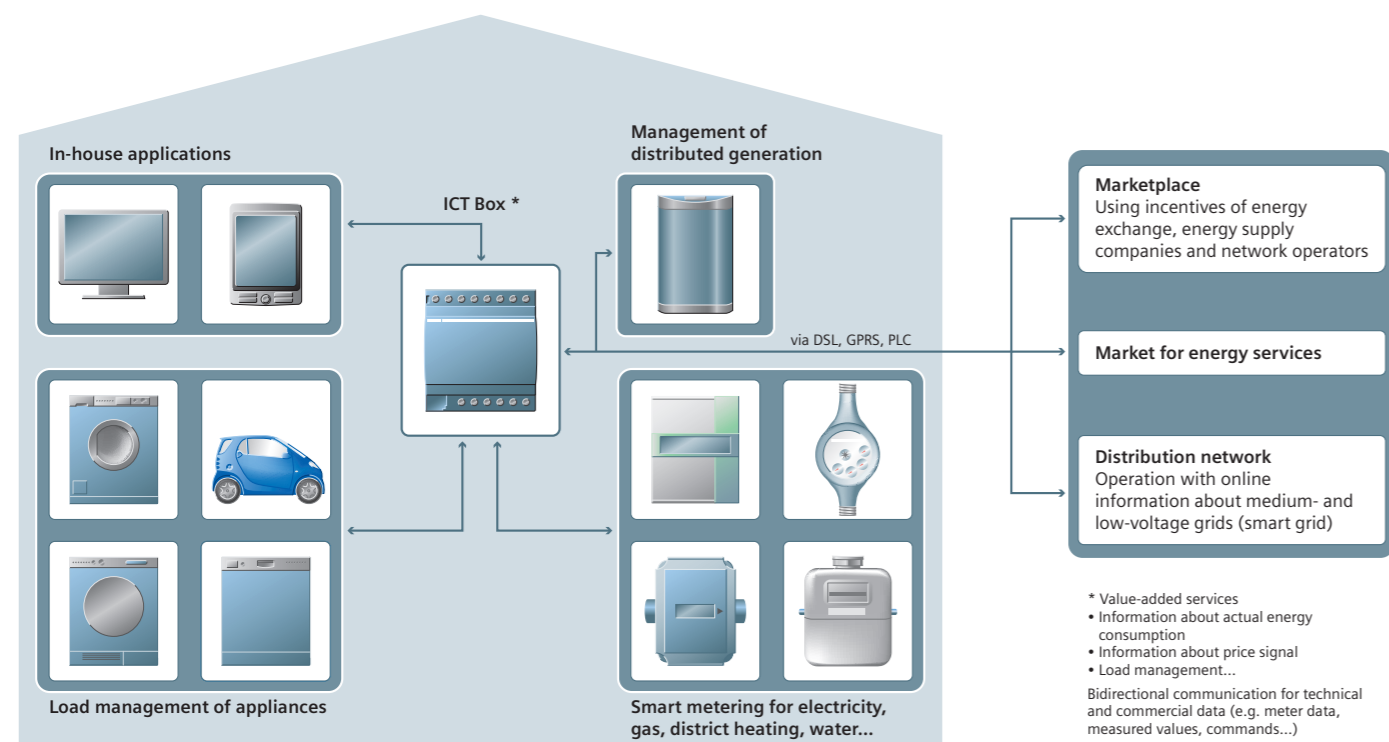 In-house applications
ICT Box *
Management of
distributed generation
via DSL, GPRS, PLC
Load management of appliances
Smart metering for electricity,
gas, district heating, water...
Marketplace
Using incentives of energy
exchange, energy supply
companies and network operators
Market for energy services
Distribution network
Operation with online
information about medium- and
low-voltage grids (smart grid)
* Value-added services
• Information about actual energy
consumption
• Information about price signal
• Load management...
Bidirectional communication for technical
and commercial data (e.g. meter data,
measured values, commands...)